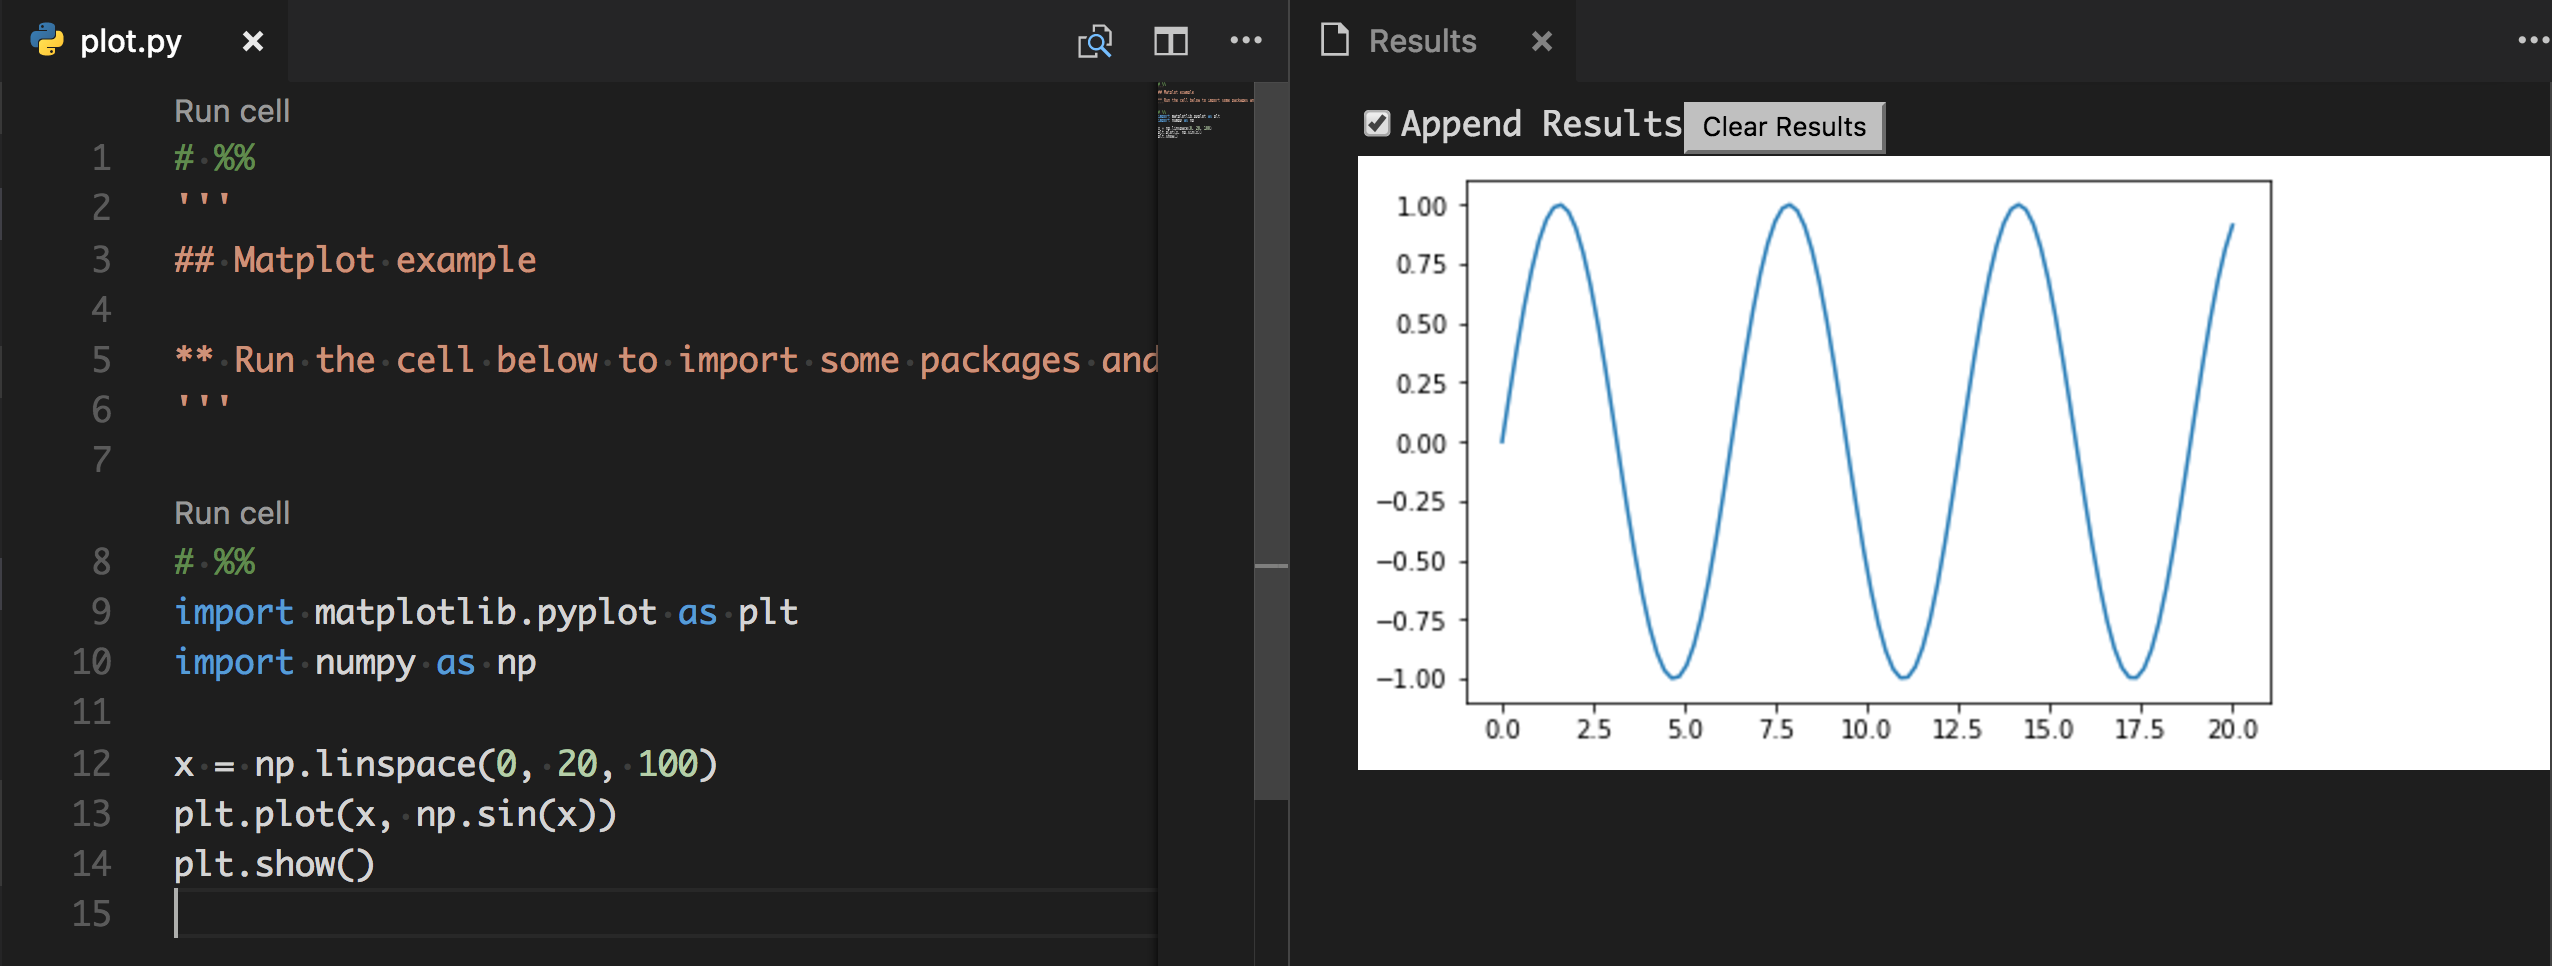 plot.py
Run cell
1 # %%
2 '''
3 ## Matplot example
4
5 ** Run the cell below to import some packages and
6 '''
7
Run cell
8 # %%
9 import matplotlib.pyplot as plt
10 import numpy as np
11
12 x = np.linspace(0, 20, 100)
13 plt.plot(x, np.sin(x))
14 plt.show()
15
Results
Append Results Clear Results
1.00
0.75
0.50
0.25
0.00
−0.25
−0.50
−0.75
−1.00
0.0 2.5 5.0 7.5 10.0 12.5 15.0 17.5 20.0